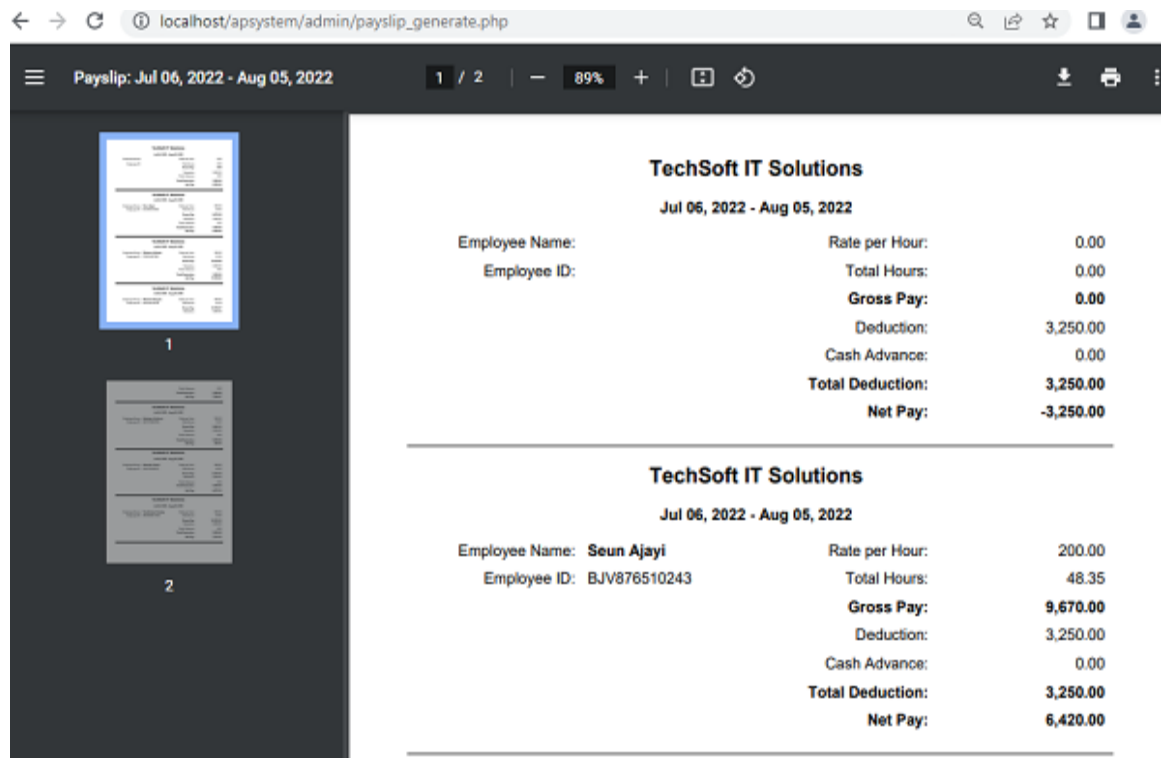 localhost/apsystem/admin/payslip_generate.php
Payslip: Jul 06, 2022 - Aug 05, 2022
1 / 2
89%
1
2
TechSoft IT Solutions
Jul 06, 2022 - Aug 05, 2022
Employee Name: Rate per Hour: 0.00
Employee ID: Total Hours: 0.00
Gross Pay: 0.00
Deduction: 3,250.00
Cash Advance: 0.00
Total Deduction: 3,250.00
Net Pay: -3,250.00
TechSoft IT Solutions
Jul 06, 2022 - Aug 05, 2022
Employee Name: Seun Ajayi Rate per Hour: 200.00
Employee ID: BJV876510243 Total Hours: 48.35
Gross Pay: 9,670.00
Deduction: 3,250.00
Cash Advance: 0.00
Total Deduction: 3,250.00
Net Pay: 6,420.00